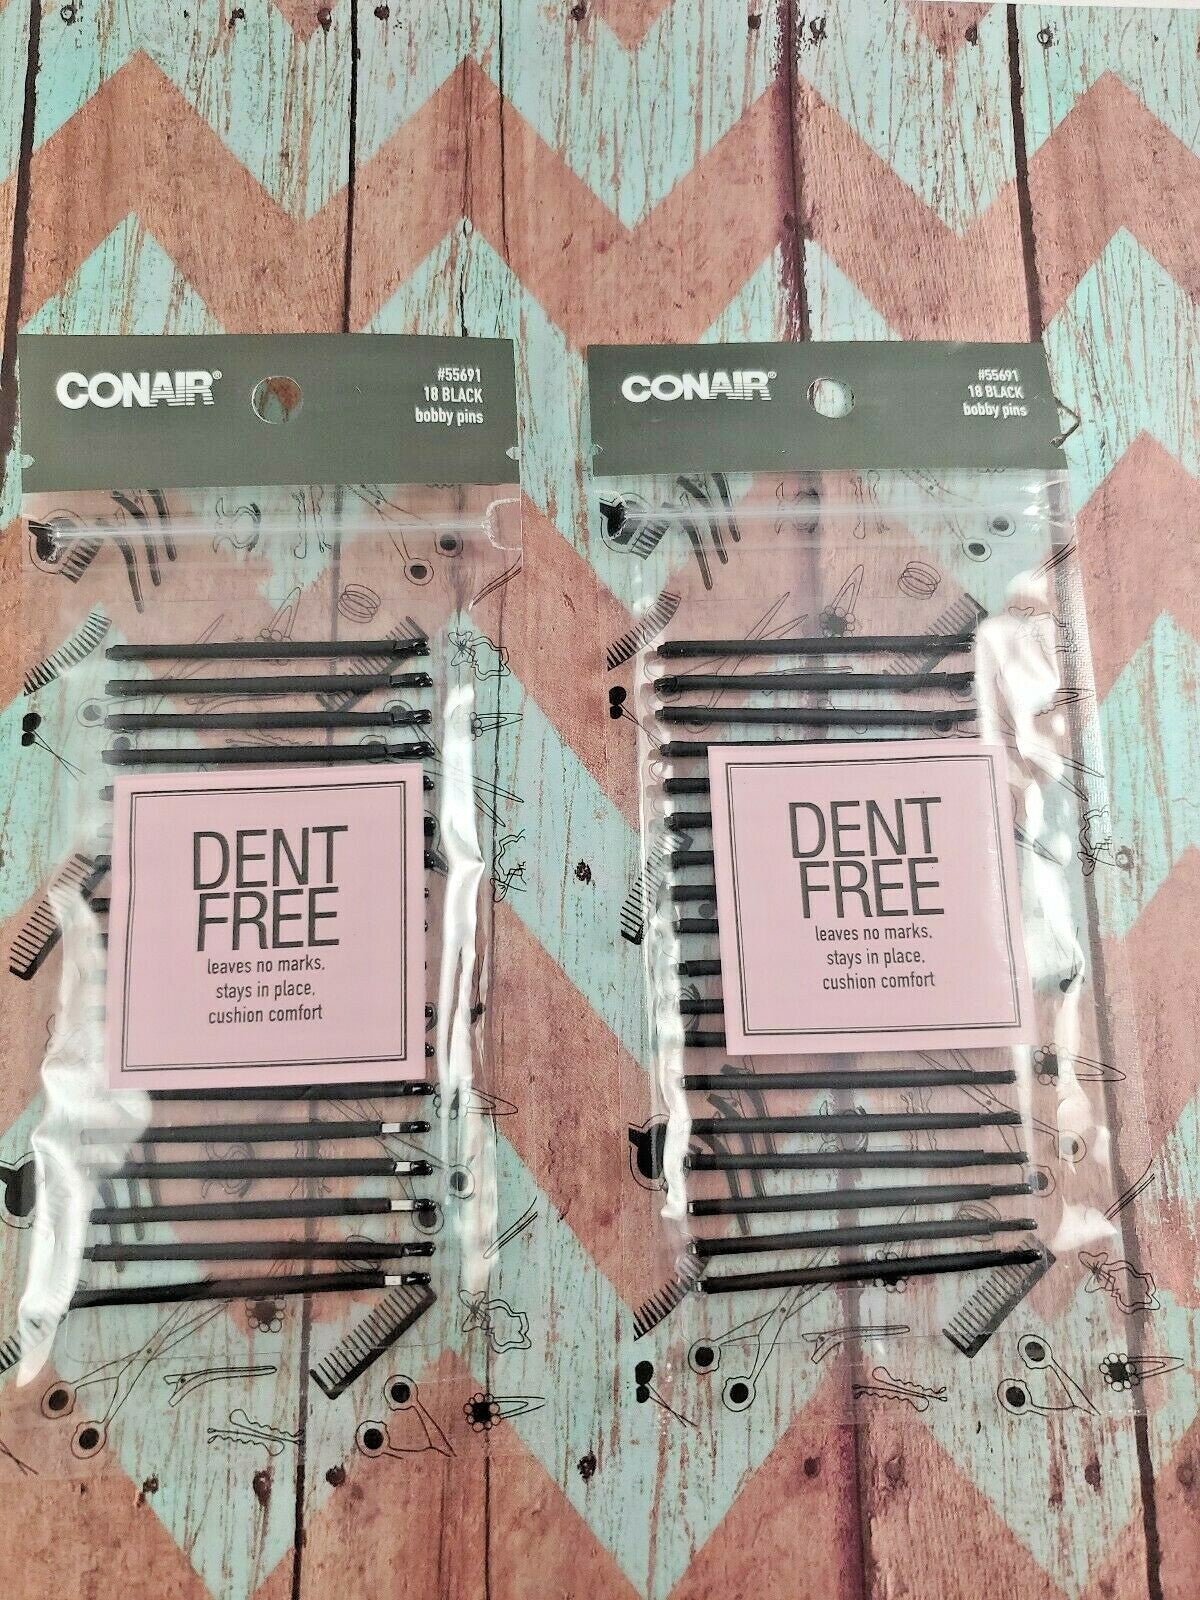 CONAIR®
#55691
18 BLACK
bobby pins
DENT
FREE
leaves no marks.
stays in place.
cushion comfort
CONAIR®
#55691
18 BLACK
bobby pins
DENT
FREE
leaves no marks.
stays in place.
cushion comfort